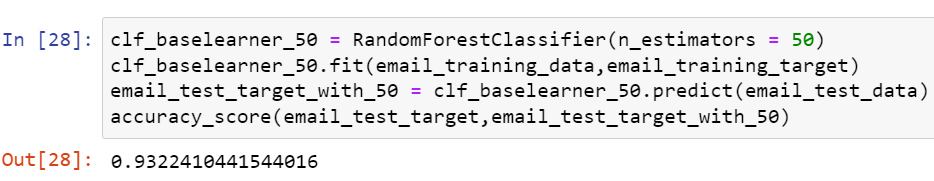 In [28]: clf_baselearner_50 = RandomForestClassifier(n_estimators = 50)
clf_baselearner_50.fit(email_training_data,email_training_target)
email_test_target_with_50 = clf_baselearner_50.predict(email_test_data)
accuracy_score(email_test_target,email_test_target_with_50)
Out[28]: 0.9322410441544016